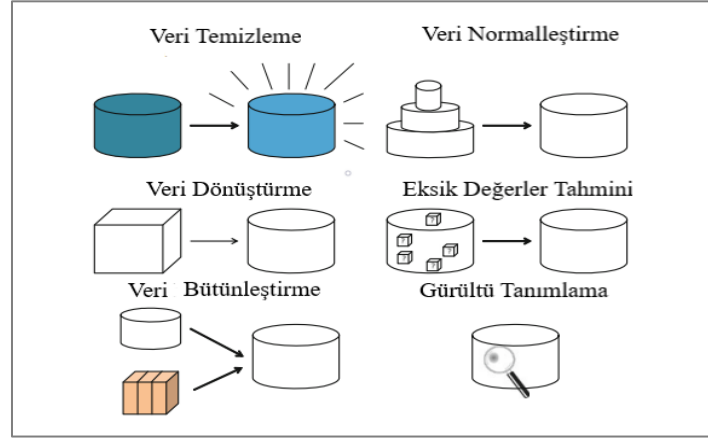 Veri Temizleme
Veri Normalleştirme
Veri Dönüştürme
Eksik Değerler Tahmini
Veri Bütünleştirme
Gürültü Tanımlama